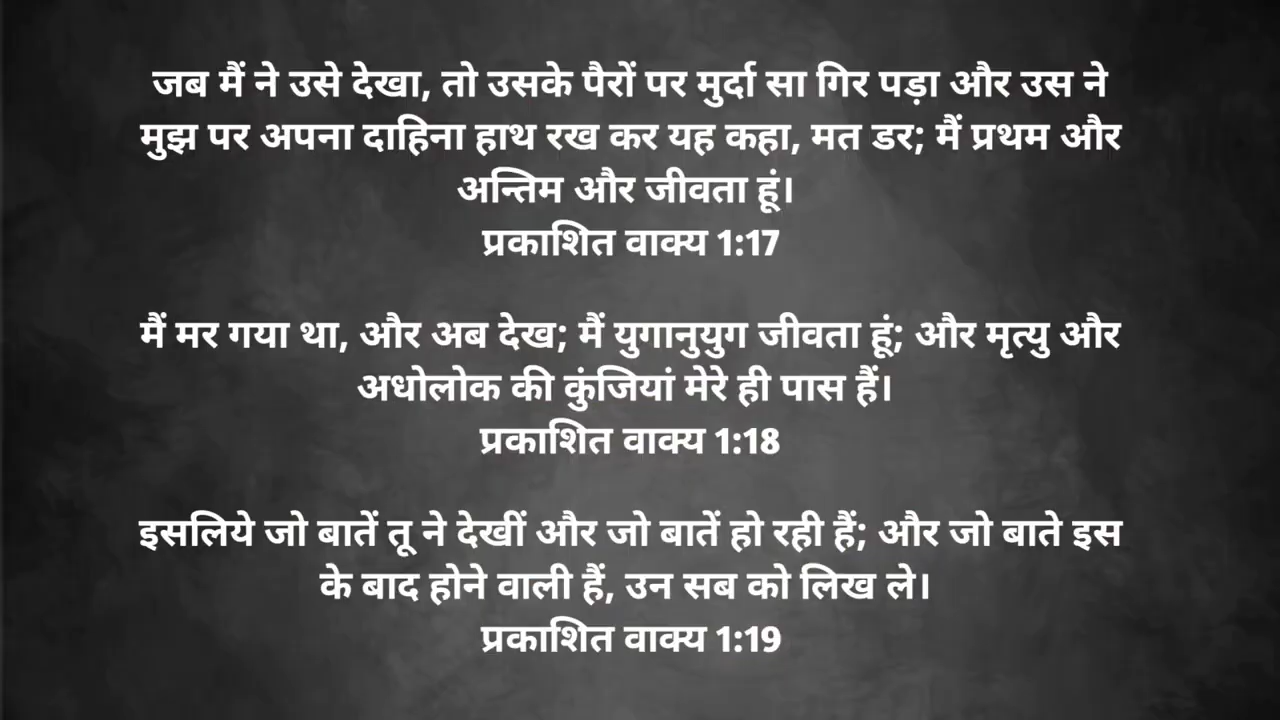 जब मैं ने उसे देखा, तो उसके पैरों पर मुर्दा सा गिर पड़ा और उस ने
मुझ पर अपना दाहिना हाथ रख कर यह कहा, मत डर; मैं प्रथम और
अन्तिम और जीवता हूं।
प्रकाशित वाक्य 1:17
मैं मर गया था, और अब देख; मैं युगानुयुग जीवता हूं; और मृत्यु और
अधोलोक की कुंजियां मेरे ही पास हैं।
प्रकाशित वाक्य 1:18
इसलिये जो बातें तू ने देखीं और जो बातें हो रही हैं; और जो बाते इस
के बाद होने वाली हैं, उन सब को लिख ले।
प्रकाशित वाक्य 1:19